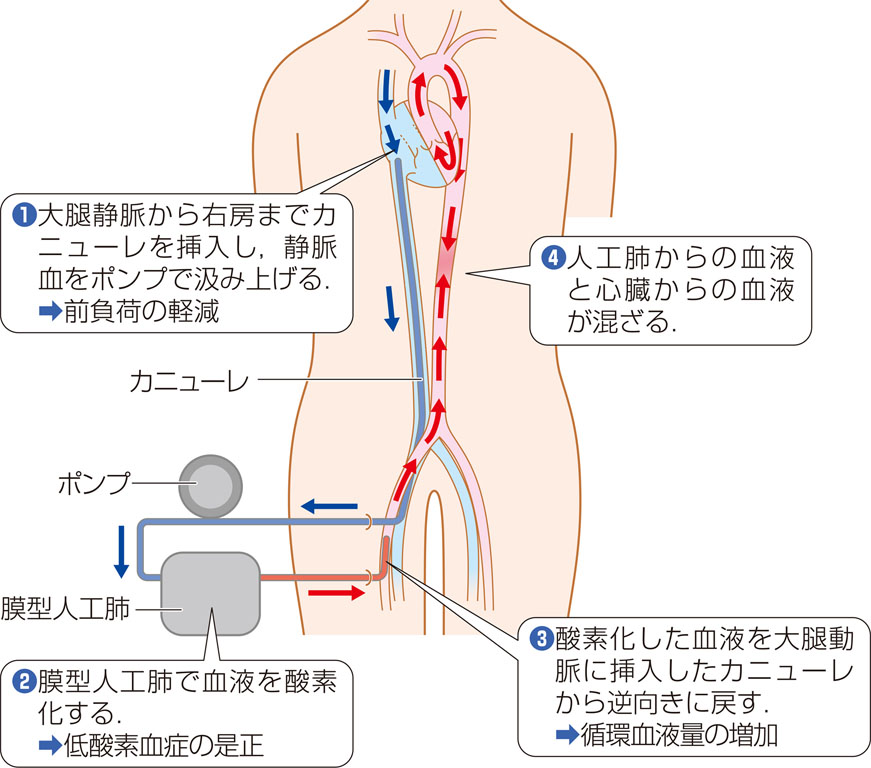 ❶大腿静脈から右房までカ
ニューレを挿入し，静脈
血をポンプで汲み上げる．
➡前負荷の軽減
❹人工肺からの血液
と心臓からの血液
が混ざる．
カニューレ
ポンプ
膜型人工肺
❷膜型人工肺で血液を酸素
化する．
➡低酸素血症の是正
❸酸素化した血液を大腿動
脈に挿入したカニューレ
から逆向きに戻す．
➡循環血液量の増加